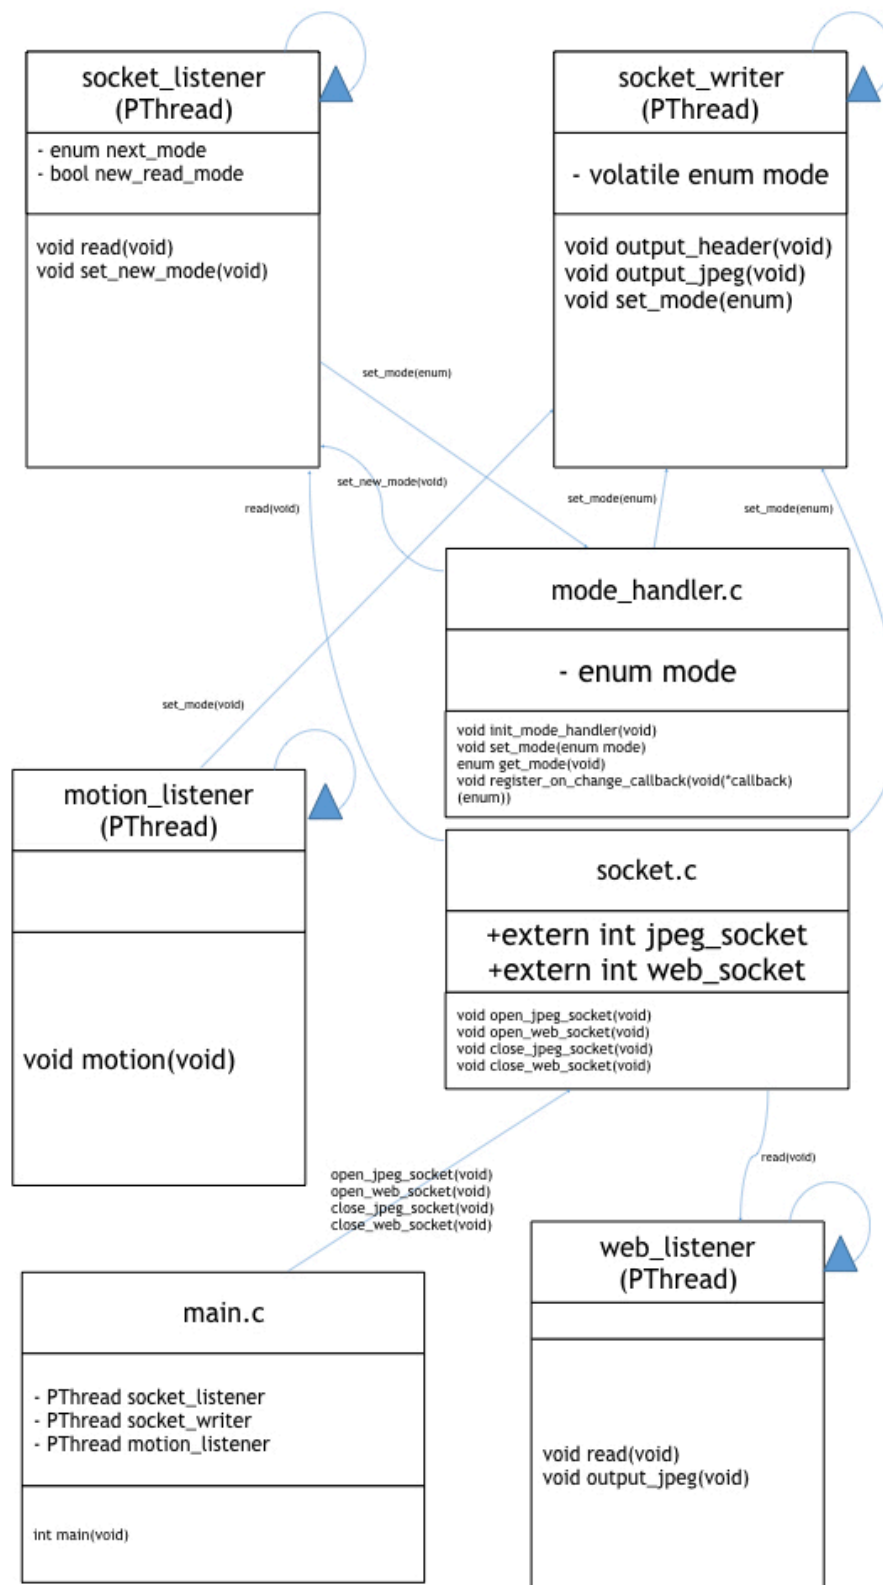 socket_listener
(PThread)
- enum next_mode
- bool new_read_mode
void read(void)
void set_new_mode(void)
socket_writer
(PThread)
- volatile enum mode
void output_header(void)
void output_jpeg(void)
void set_mode(enum)
set_mode(enum)
set_new_mode(void)
read(void)
set_mode(enum)
set_mode(enum)
mode_handler.c
- enum mode
void init_mode_handler(void)
void set_mode(enum mode)
enum get_mode(void)
void register_on_change_callback(void(*callback)
(enum))
set_mode(void)
motion_listener
(PThread)
void motion(void)
socket.c
+extern int jpeg_socket
+extern int web_socket
void open_jpeg_socket(void)
void open_web_socket(void)
void close_jpeg_socket(void)
void close_web_socket(void)
open_jpeg_socket(void)
open_web_socket(void)
close_jpeg_socket(void)
close_web_socket(void)
read(void)
main.c
- PThread socket_listener
- PThread socket_writer
- PThread motion_listener
int main(void)
web_listener
(PThread)
void read(void)
void output_jpeg(void)